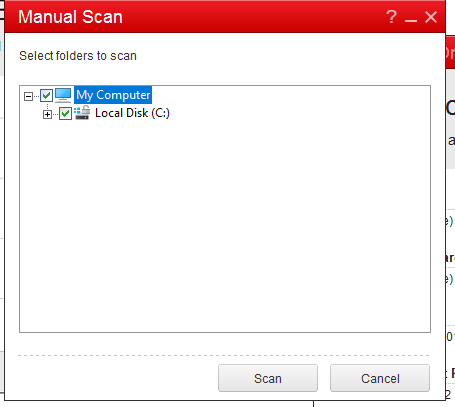 Manual Scan
Select folders to scan
My Computer
Local Disk (C:)
Scan
Cancel